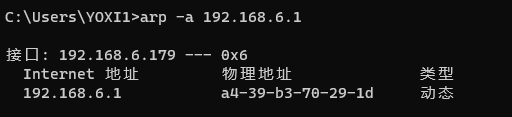 C:\Users\YOXI1>arp -a 192.168.6.1
接口: 192.168.6.179 --- 0x6
Internet 地址 物理地址 类型
192.168.6.1 a4-39-b3-70-29-1d 动态